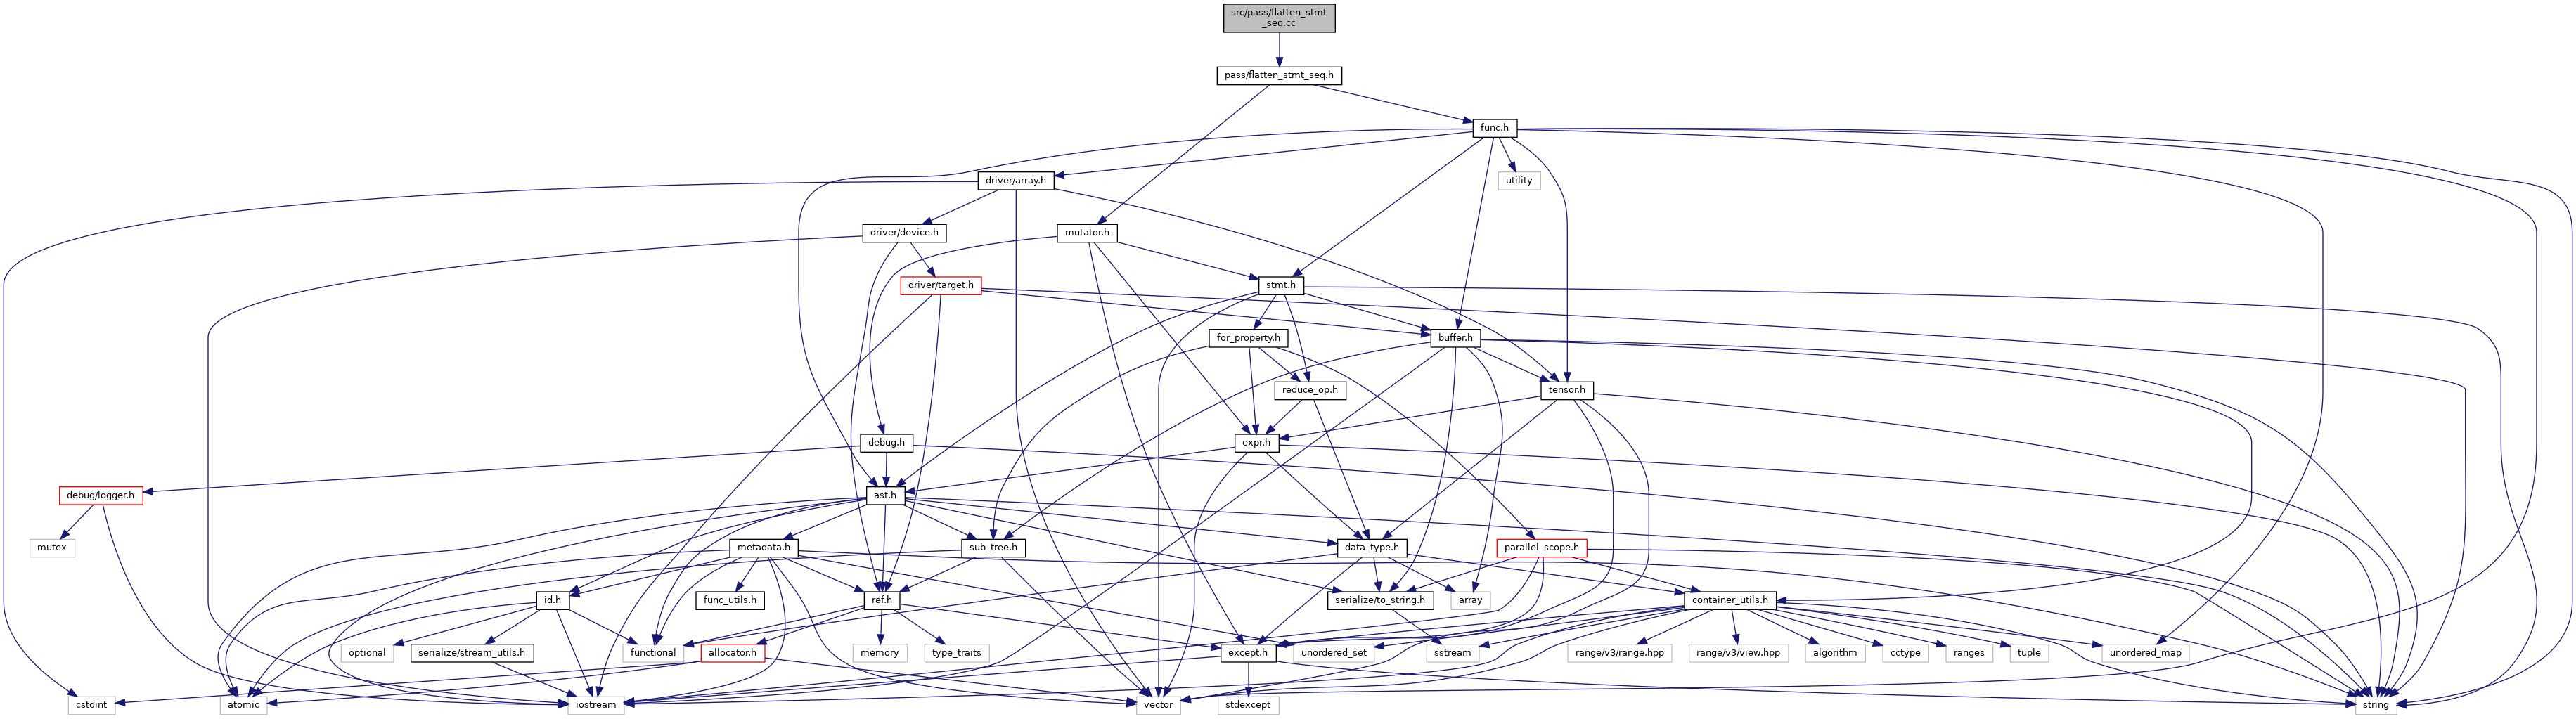 src/pass/flatten_stmt
_seq.cc
pass/flatten_stmt_seq.h
func.h
driver/array.h
utility
driver/device.h
mutator.h
driver/target.h
stmt.h
for_property.h
buffer.h
reduce_op.h
tensor.h
debug.h
expr.h
debug/logger.h
ast.h
mutex
metadata.h
sub_tree.h
data_type.h
parallel_scope.h
id.h
func_utils.h
ref.h
serialize/to_string.h
array
container_utils.h
optional
serialize/stream_utils.h
functional
allocator.h
memory
type_traits
except.h
unordered_set
sstream
range/v3/range.hpp
range/v3/view.hpp
algorithm
cctype
ranges
tuple
unordered_map
cstdint
atomic
iostream
vector
stdexcept
string